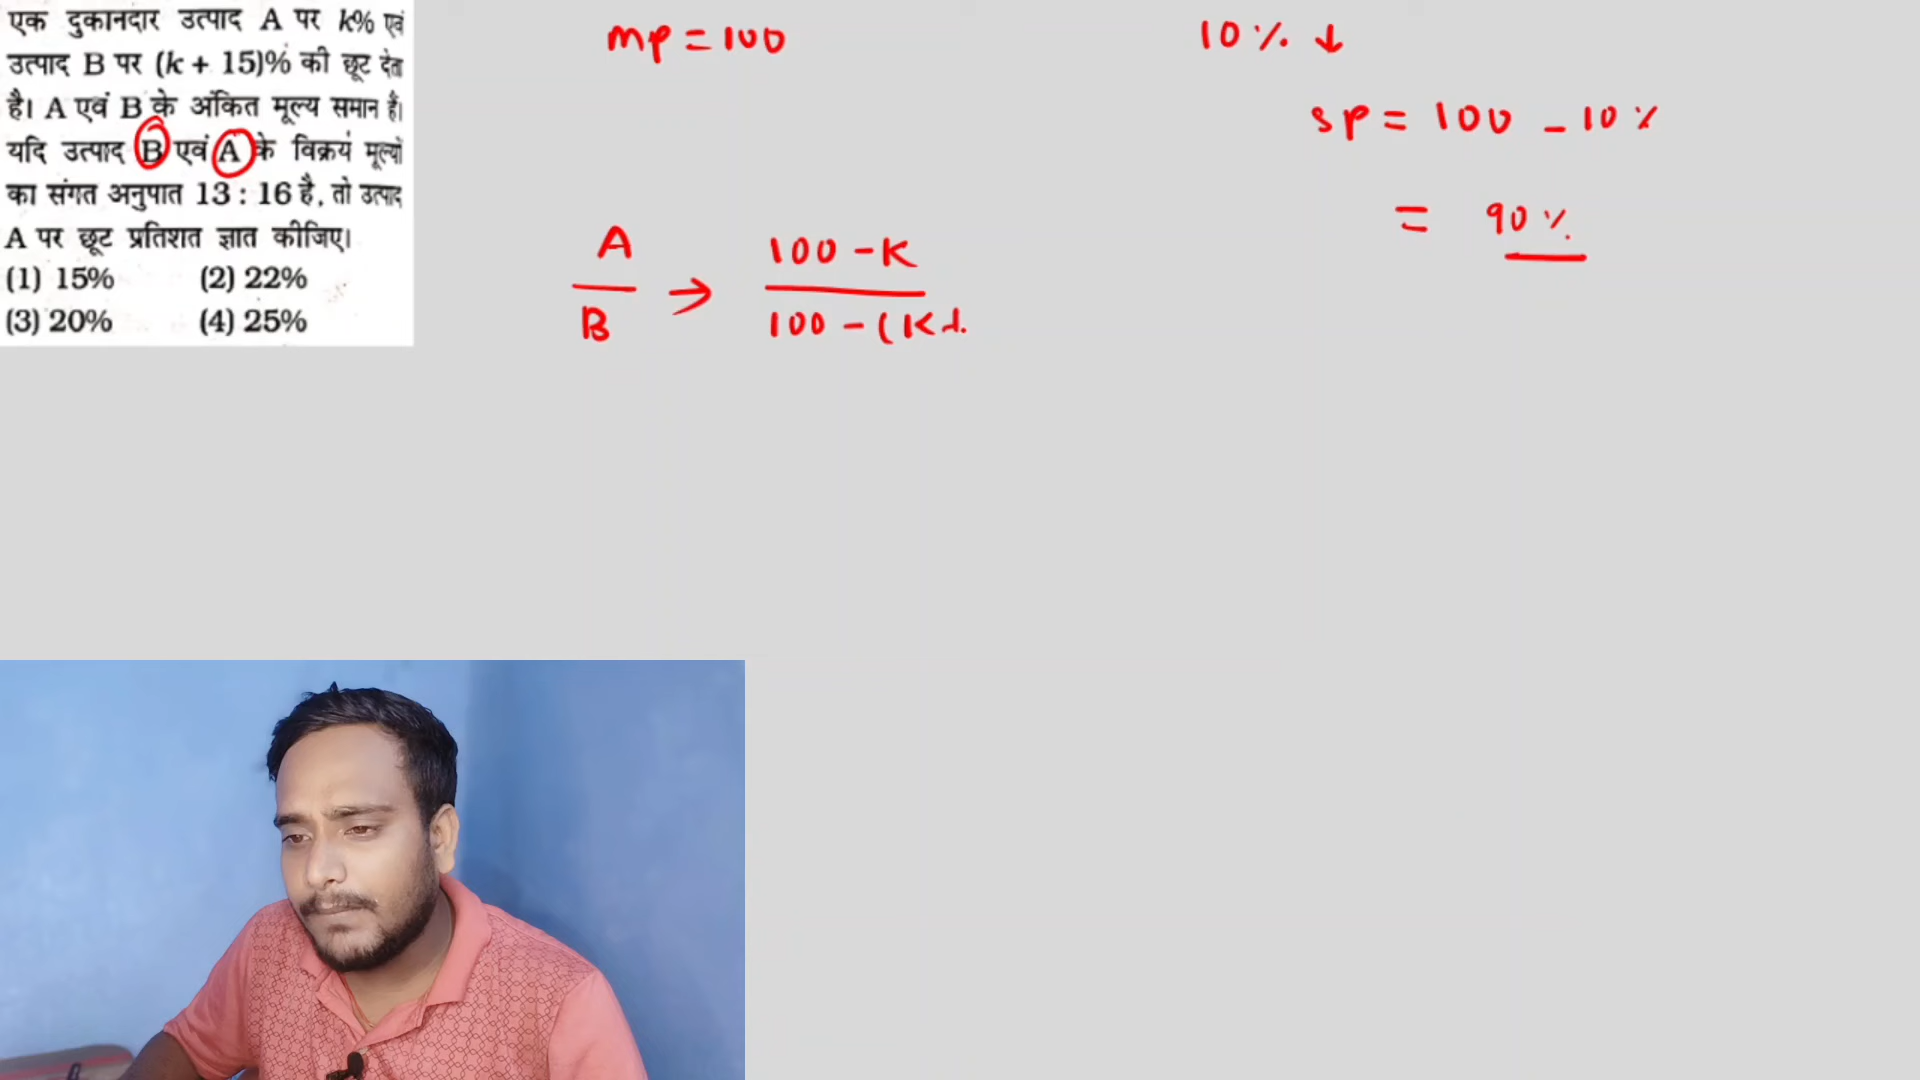 एक दुकानदार उत्पाद A पर k% एवं
उत्पाद B पर (k + 15)% की छूट देता
है। A एवं B के अंकित मूल्य समान हैं।
यदि उत्पाद B एवं A के विक्रय मूल्यों
का संगत अनुपात 13 : 16 है, तो उत्पाद
A पर छूट प्रतिशत ज्ञात कीजिए।
(1) 15% (2) 22%
(3) 20% (4) 25%
mp = 100
10% ↓
SP = 100 - 10%
= 90%
A/B → 100 - K
100 - (K+